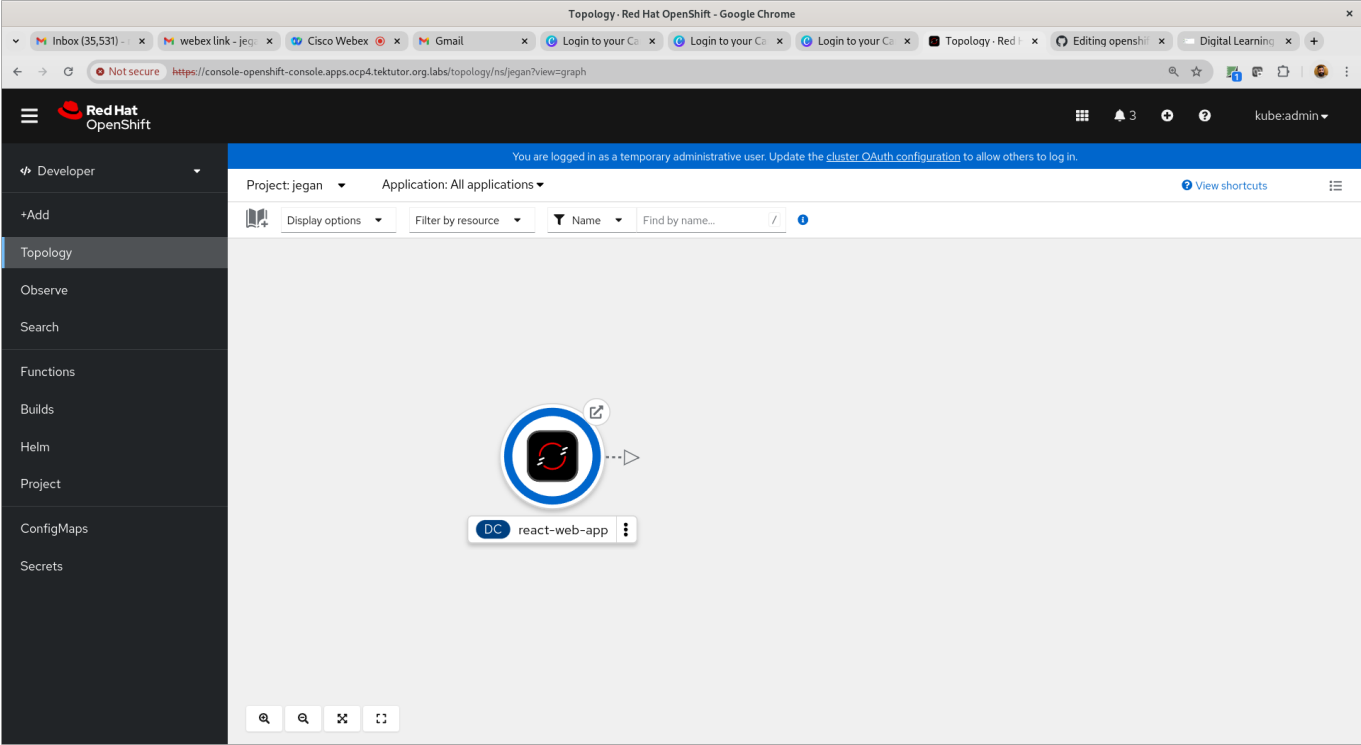 Topology · Red Hat OpenShift - Google Chrome
Inbox (35,531) -
webex link - jega
Cisco Webex
Gmail
Login to your Ca
Login to your Ca
Login to your Ca
Topology · Red H
Editing openshif
Digital Learning
Not secure https://console-openshift-console.apps.ocp4.tektutor.org.labs/topology/ns/jegan?view=graph
1
Red Hat
OpenShift
3
kube:admin
You are logged in as a temporary administrative user. Update the cluster OAuth configuration to allow others to log in.
Developer
Project: jegan
Application: All applications
View shortcuts
+Add
Display options
Filter by resource
Name
Find by name...
/
Topology
Observe
Search
Functions
Builds
Helm
Project
ConfigMaps
Secrets
DC react-web-app